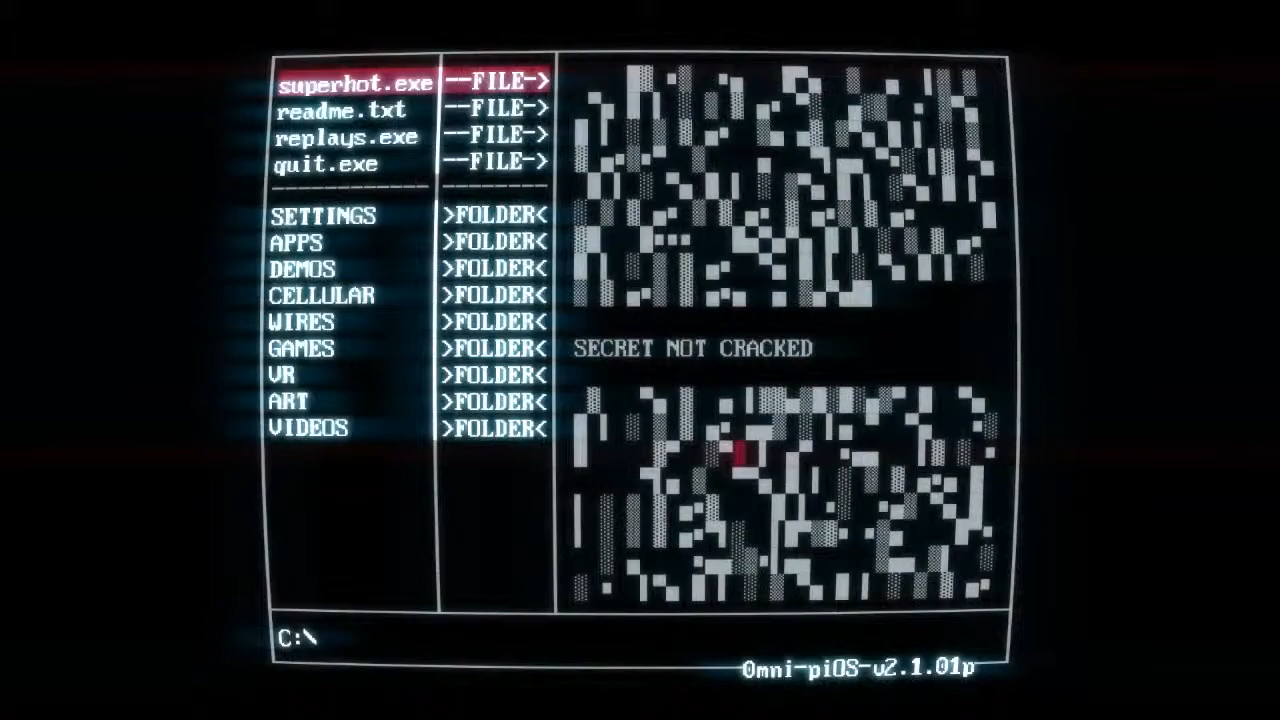 superhot.exe --FILE->
readme.txt --FILE->
replays.exe --FILE->
quit.exe --FILE->
SETTINGS >FOLDER<
APPS >FOLDER<
DEMOS >FOLDER<
CELLULAR >FOLDER<
WIRES >FOLDER<
GAMES >FOLDER<
VR >FOLDER<
ART >FOLDER<
VIDEOS >FOLDER<
SECRET NOT CRACKED
C:\
0mni-piOS-v2.1.01p